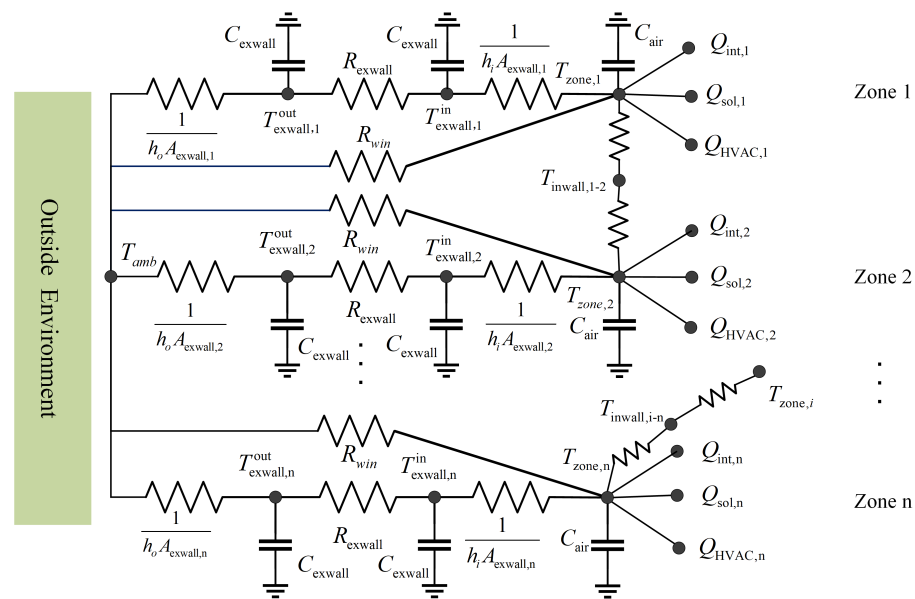 C_exwall
C_exwall
1
h_i A_exwall,1
C_air
Q_int,1
R_exwall
T_zone,1
Q_sol,1
Zone 1
T^out_exwall,1
T^in_exwall,1
1
h_o A_exwall,1
R_win
Q_HVAC,1
T_inwall,1-2
Outside Environment
T_amb
T^out_exwall,2
R_win
T^in_exwall,2
Q_int,2
Q_sol,2
Zone 2
T_zone,2
1
h_o A_exwall,2
R_exwall
1
h_i A_exwall,2
C_air
Q_HVAC,2
C_exwall
C_exwall
T_zone,i
T_inwall,i-n
R_win
T_zone,n
Q_int,n
T^out_exwall,n
T^in_exwall,n
Q_sol,n
Zone n
1
h_o A_exwall,n
R_exwall
1
h_i A_exwall,n
C_air
Q_HVAC,n
C_exwall
C_exwall